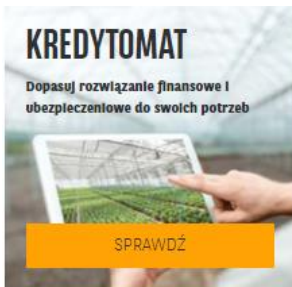 KREDYTOMAT
Dopasuj rozwiązanie finansowe i
ubezpieczeniowe do swoich potrzeb
SPRAWDŹ